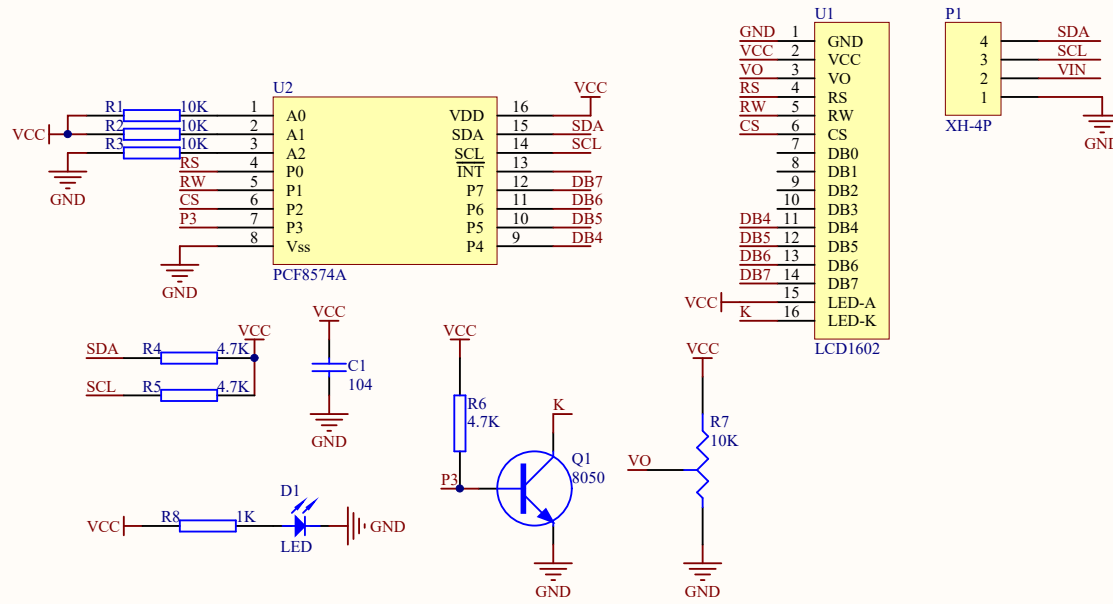 U2
VCC
R1 10K 1 A0 VDD 16
VCC R2 10K 2 A1 SDA 15 SDA
R3 10K 3 A2 SCL 14 SCL
RS 4 P0 INT 13
GND RW 5 P1 P7 12 DB7
CS 6 P2 P6 11 DB6
P3 7 P3 P5 10 DB5
8 Vss P4 9 DB4
GND
PCF8574A
U1
GND 1 GND
VCC 2 VCC
VO 3 VO
RS 4 RS
RW 5 RW
CS 6 CS
7 DB0
8 DB1
9 DB2
10 DB3
DB4 11 DB4
DB5 12 DB5
DB6 13 DB6
DB7 14 DB7
VCC 15 LED-A
K 16 LED-K
LCD1602
P1
4 SDA
3 SCL
2 VIN
1
XH-4P
GND
VCC
SDA R4 4.7K
SCL R5 4.7K
VCC
C1
104
GND
VCC
R6
4.7K
K
P3
Q1
8050
GND
VCC
R7
10K
VO
GND
D1
VCC R8 1K GND
LED